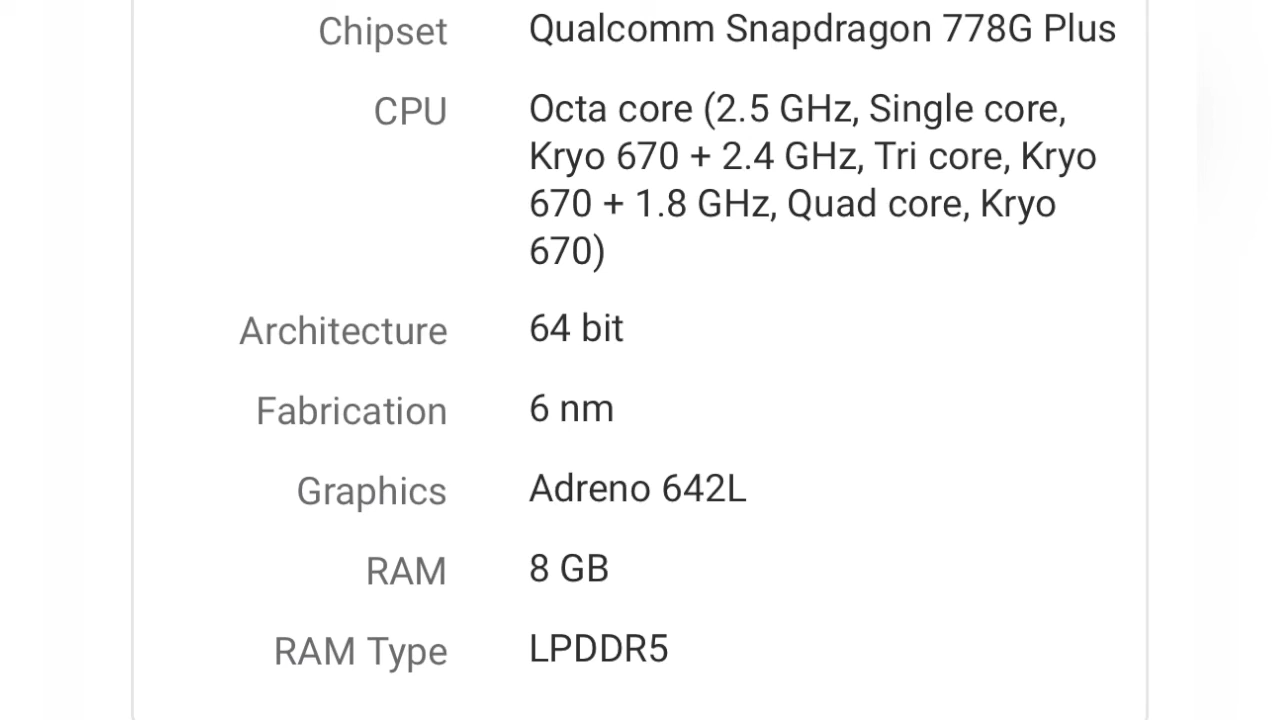 Chipset Qualcomm Snapdragon 778G Plus
CPU Octa core (2.5 GHz, Single core,
Kryo 670 + 2.4 GHz, Tri core, Kryo
670 + 1.8 GHz, Quad core, Kryo
670)
Architecture 64 bit
Fabrication 6 nm
Graphics Adreno 642L
RAM 8 GB
RAM Type LPDDR5